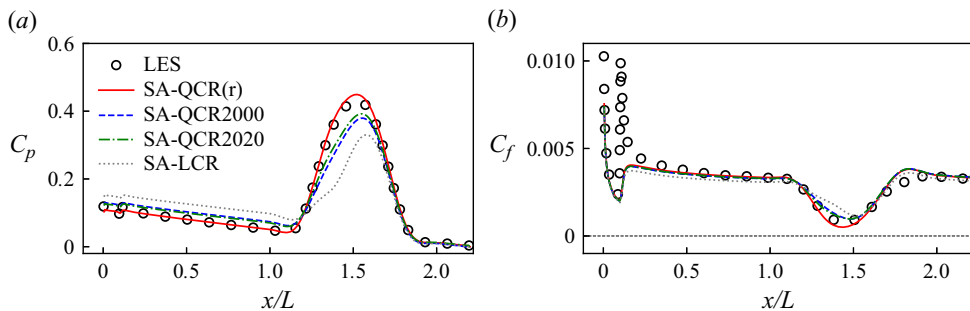 (a)
0.6
0.4
0.2
0
C_p
LES
SA-QCR(r)
SA-QCR2000
SA-QCR2020
SA-LCR
0 0.5 1.0 1.5 2.0
x/L
(b)
0.010
0.005
0
C_f
0 0.5 1.0 1.5 2.0
x/L